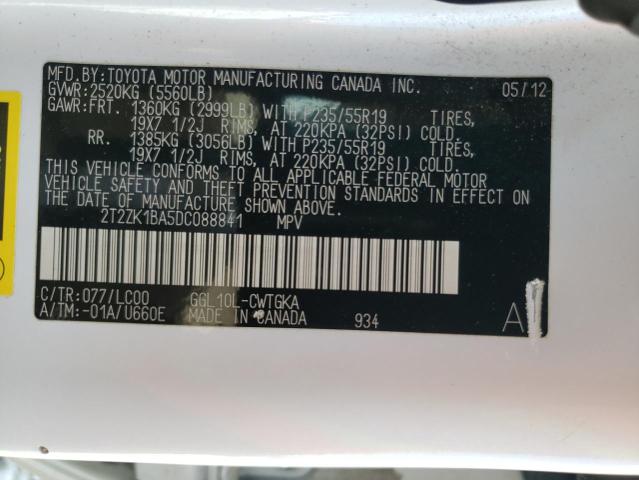 MFD.BY:TOYOTA MOTOR MANUFACTURING CANADA INC. 05/12
GVWR:2520KG (5560LB)
GAWR:FRT. 1360KG (2999LB) WITH P235/55R19 TIRES,
19X7 1/2J RIMS, AT 220KPA (32PSI) COLD.
RR. 1385KG (3056LB) WITH P235/55R19 TIRES,
19X7 1/2J RIMS, AT 220KPA (32PSI) COLD.
THIS VEHICLE CONFORMS TO ALL APPLICABLE FEDERAL MOTOR
VEHICLE SAFETY AND THEFT PREVENTION STANDARDS IN EFFECT ON
THE DATE OF MANUFACTURE SHOWN ABOVE.
2T2ZK1BA5DC088841 MPV
C/TR:077/LC00 GGL10L-CWTGKA
A/TM:-01A/U660E MADE IN CANADA 934 A